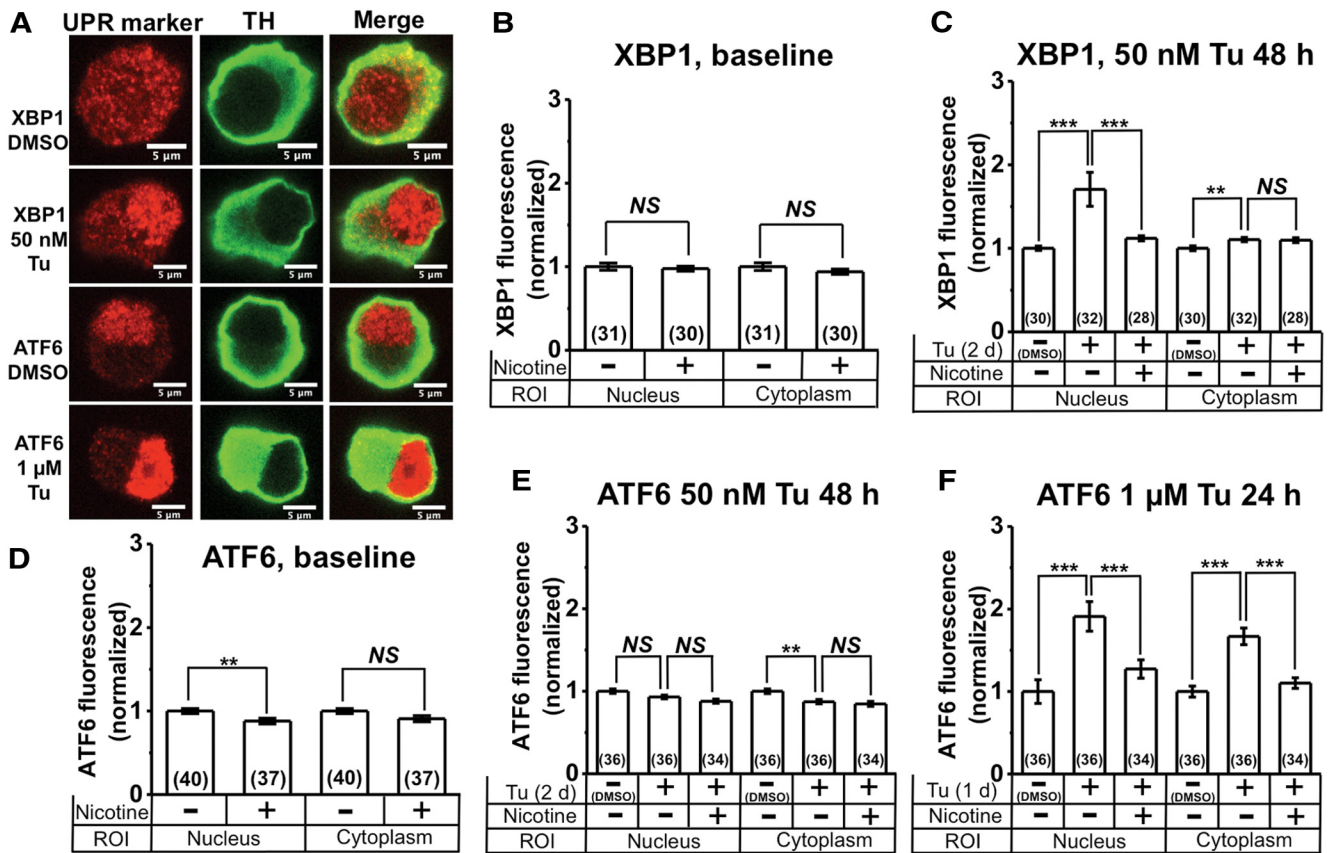 A
UPR marker TH Merge
XBP1
DMSO
5 µm 5 µm 5 µm
XBP1
50 nM
Tu
5 µm 5 µm 5 µm
ATF6
DMSO
5 µm 5 µm 5 µm
ATF6
1 µM
Tu
5 µm 5 µm 5 µm
B
XBP1, baseline
XBP1 fluorescence
(normalized)
3
2
1
0
NS NS
(31) (30) (31) (30)
Nicotine − + − +
ROI Nucleus Cytoplasm
C
XBP1, 50 nM Tu 48 h
XBP1 fluorescence
(normalized)
3
2
1
0
*** *** ** NS
(30) (32) (28) (30) (32) (28)
Tu (2 d) − (DMSO) + + − (DMSO) + +
Nicotine − − + − − +
ROI Nucleus Cytoplasm
D
ATF6, baseline
ATF6 fluorescence
(normalized)
3
2
1
0
** NS
(40) (37) (40) (37)
Nicotine − + − +
ROI Nucleus Cytoplasm
E
ATF6 50 nM Tu 48 h
ATF6 fluorescence
(normalized)
3
2
1
0
NS NS ** NS
(36) (36) (34) (36) (36) (34)
Tu (2 d) − (DMSO) + + − (DMSO) + +
Nicotine − − + − − +
ROI Nucleus Cytoplasm
F
ATF6 1 µM Tu 24 h
ATF6 fluorescence
(normalized)
3
2
1
0
*** *** *** ***
(36) (36) (34) (36) (36) (34)
Tu (1 d) − (DMSO) + + − (DMSO) + +
Nicotine − − + − − +
ROI Nucleus Cytoplasm